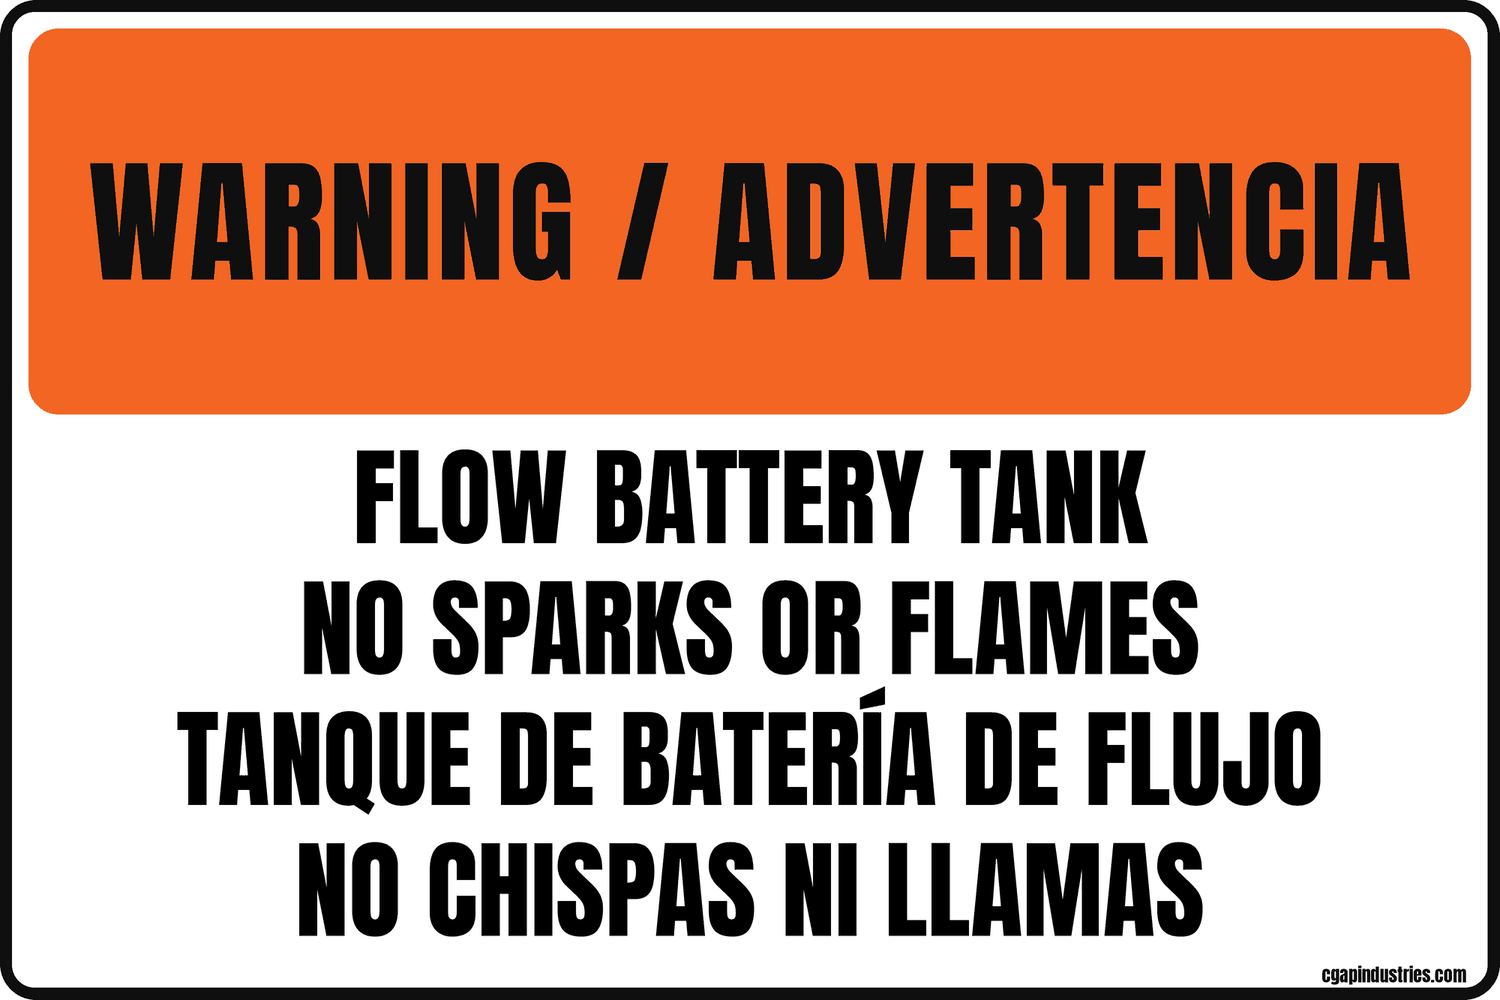 WARNING / ADVERTENCIA
FLOW BATTERY TANK
NO SPARKS OR FLAMES
TANQUE DE BATERÍA DE FLUJO
NO CHISPAS NI LLAMAS
cgapindustries.com